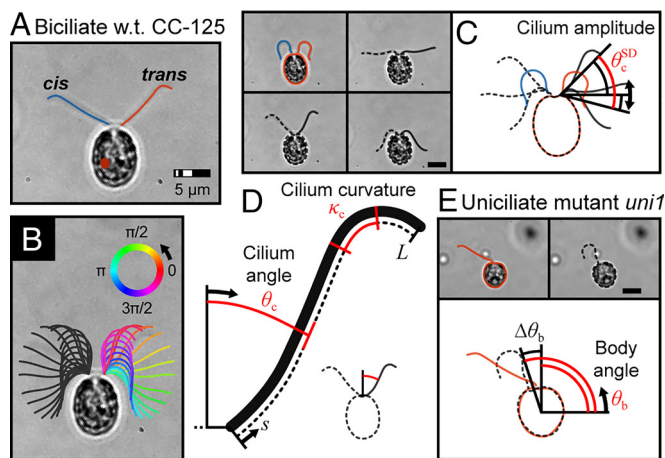 A Biciliate w.t. CC-125
cis
trans
5 μm
B
π/2
π
0
3π/2
C
Cilium amplitude
θcSD
D
Cilium curvature
κc
L
Cilium
angle
θc
s
E Uniciliate mutant uni1
Δθb
Body
angle
θb